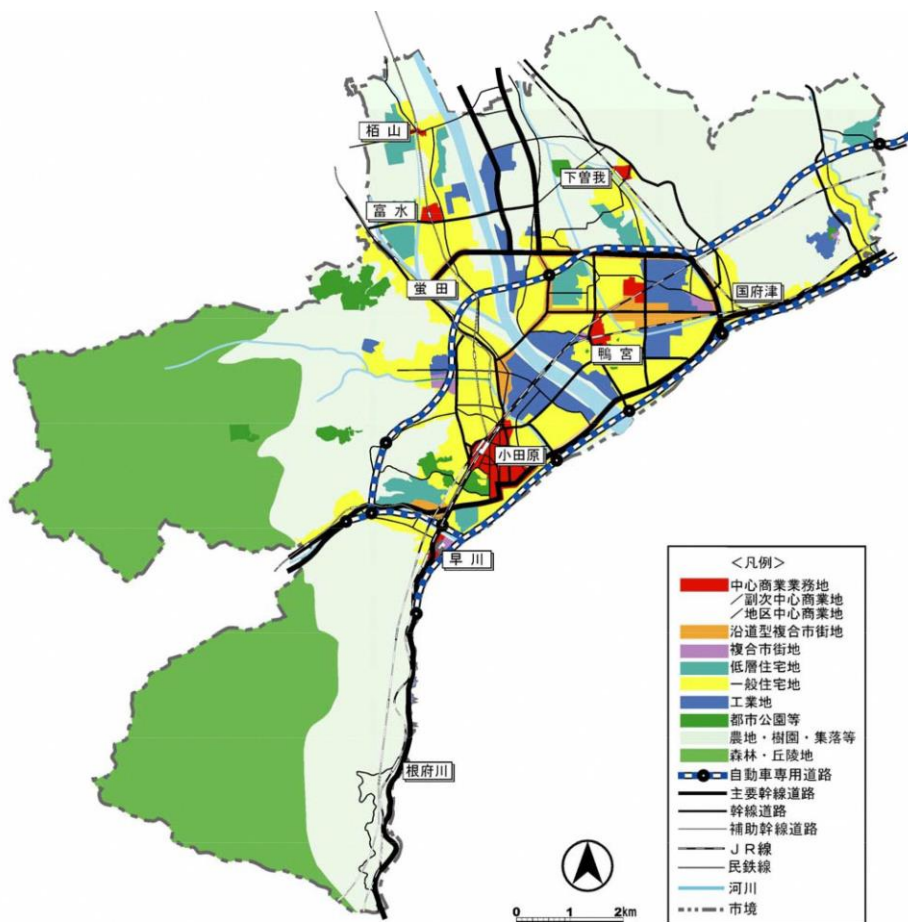 栢山
下曽我
富水
蛍田
国府津
鴨宮
小田原
早川
根府川
<凡例>
中心商業業務地
/副次中心商業地
/地区中心商業地
沿道型複合市街地
複合市街地
低層住宅地
一般住宅地
工業地
都市公園等
農地・樹園・集落等
森林・丘陵地
自動車専用道路
主要幹線道路
幹線道路
補助幹線道路
JR線
民鉄線
河川
市境
0 1 2km